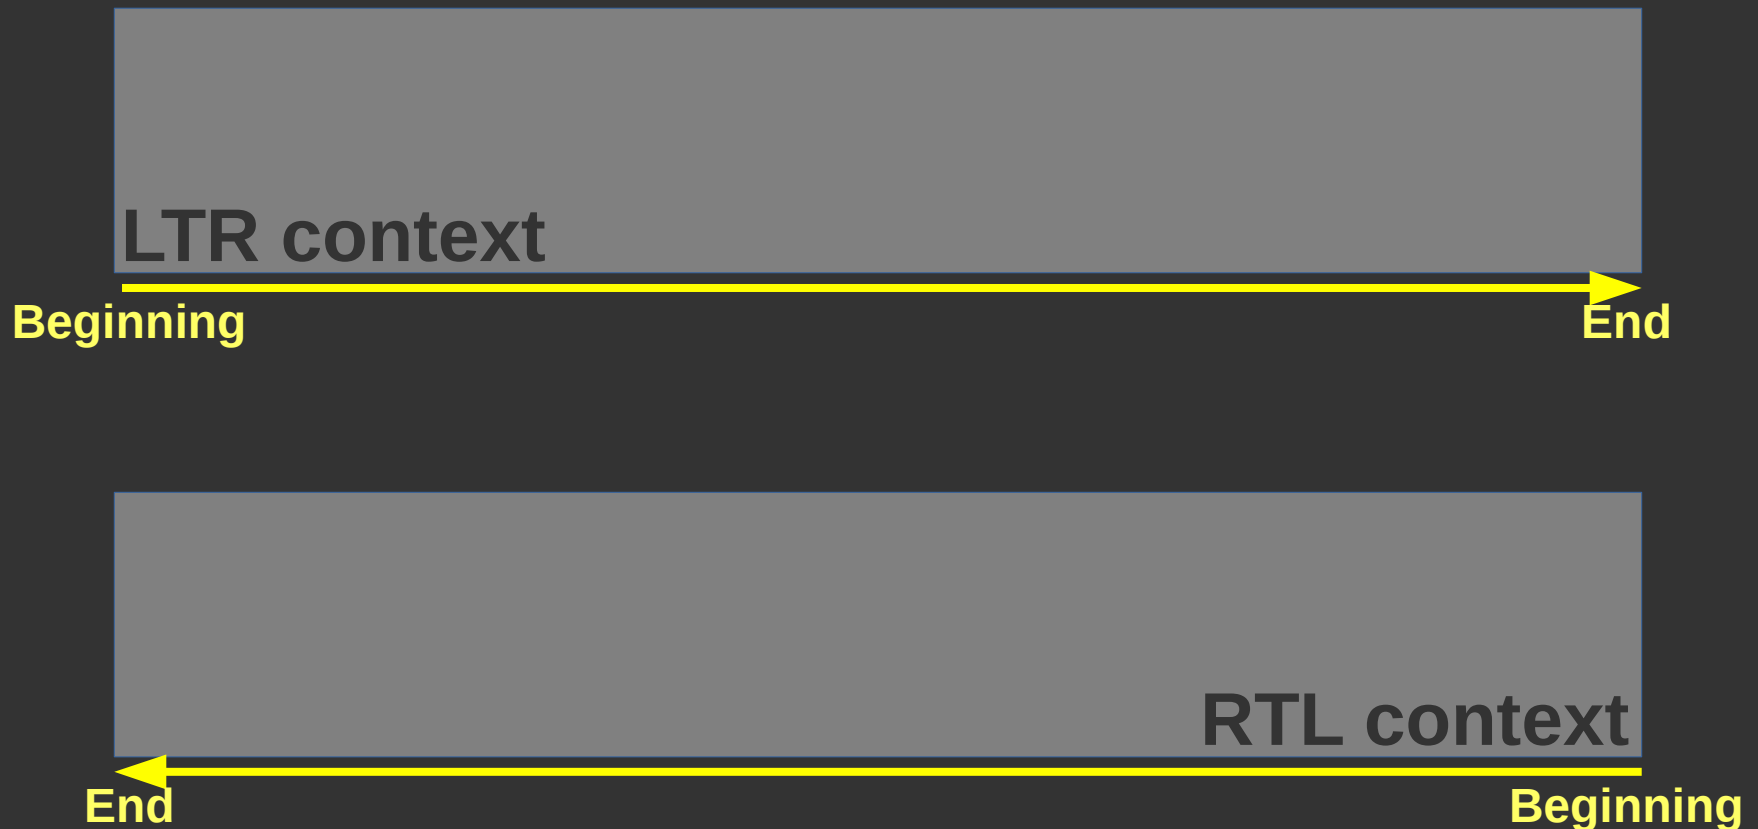 LTR context
Beginning
End
RTL context
End
Beginning